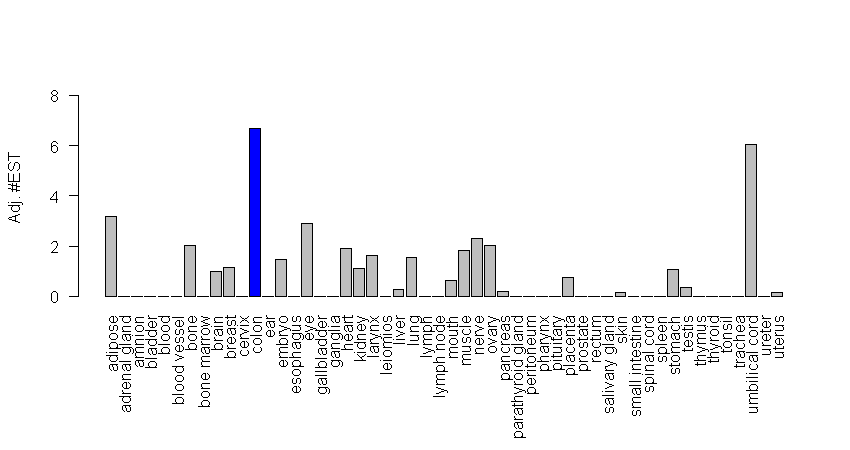 Adj. #EST
8
6
4
2
0
adipose
adrenal gland
amnion
bladder
blood
blood vessel
bone
bone marrow
brain
breast
cervix
colon
ear
embryo
esophagus
eye
gallbladder
ganglia
heart
kidney
larynx
leiomios
liver
lung
lymph
lymph node
mouth
muscle
nerve
ovary
pancreas
parathyroid gland
peritoneum
pharynx
pituitary
placenta
prostate
rectum
salivary gland
skin
small intestine
spinal cord
spleen
stomach
testis
thymus
thyroid
tonsil
trachea
umbilical cord
ureter
uterus